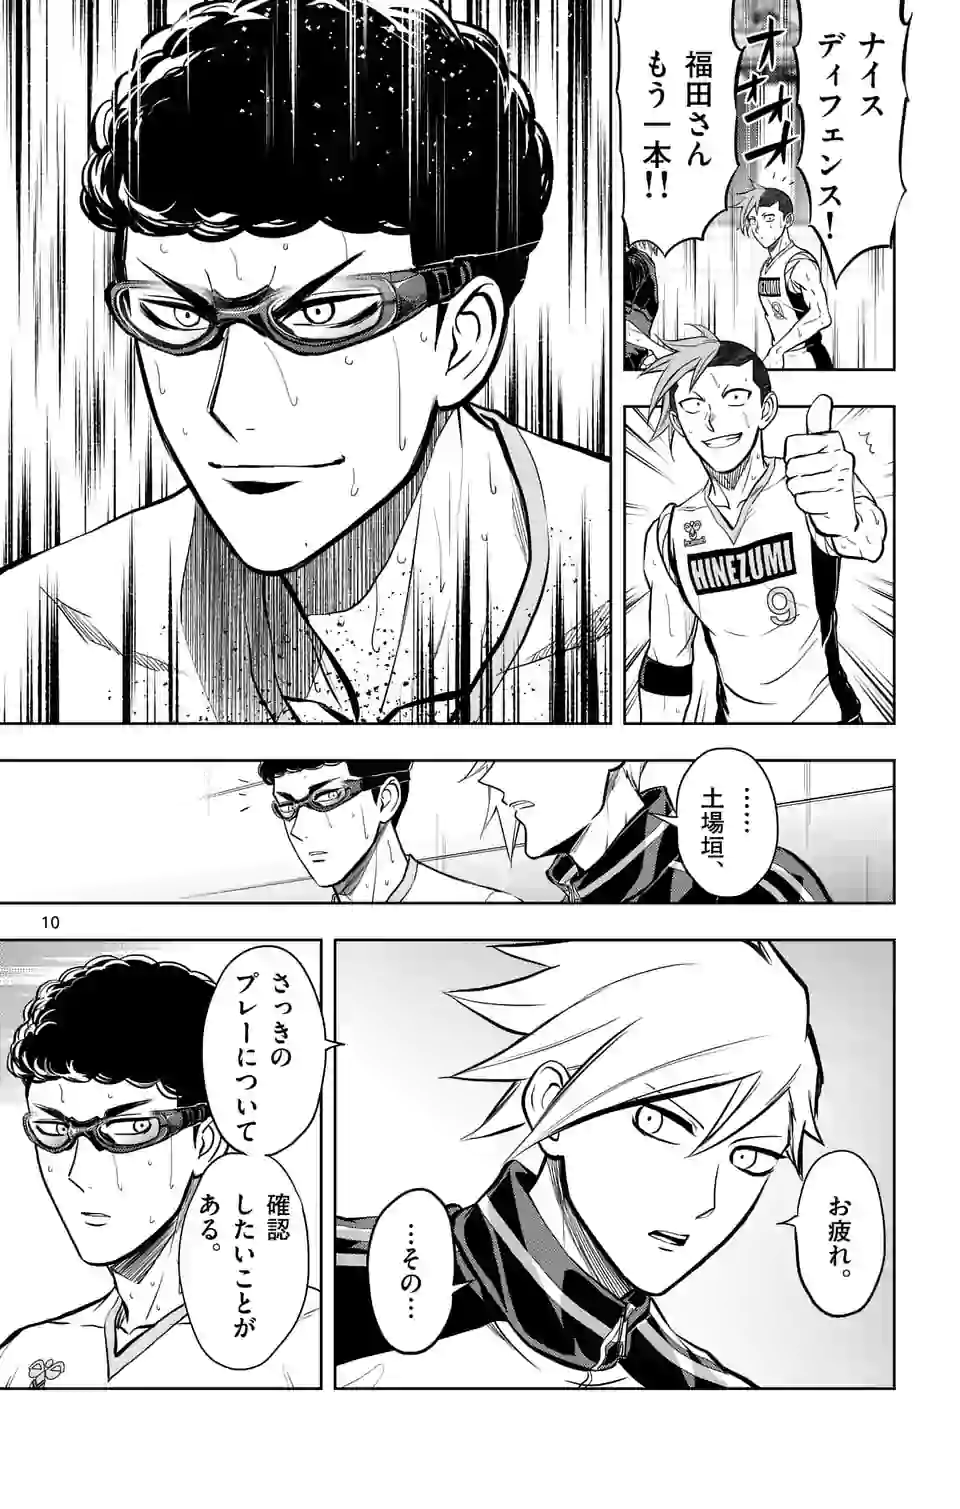 ナイス
ディフェンス!
オオオオオ
福田さん
もう一本!!
HINEZUMI
HINEZUMI
9
……
土場垣、
お疲れ。
…その…
さっきの
プレーについて
確認
したいことが
ある。
10